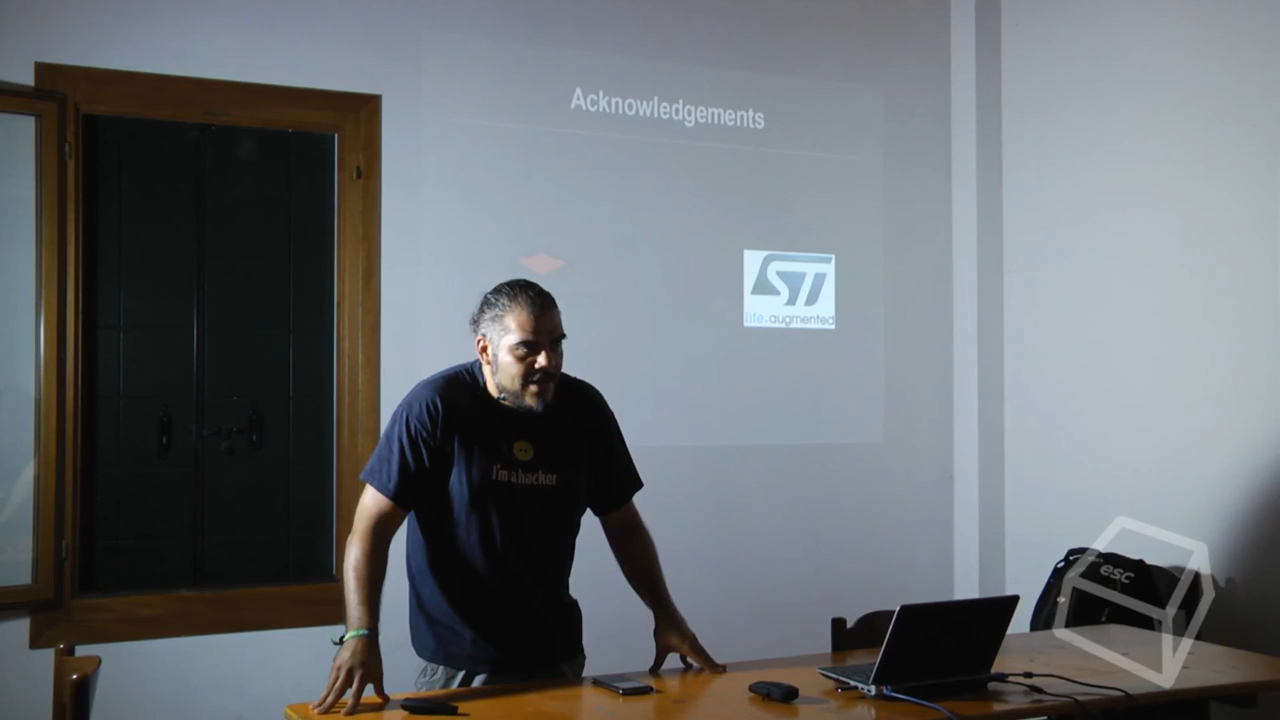 Acknowledgements
ST
life.augmented
I'm a hacker
esc